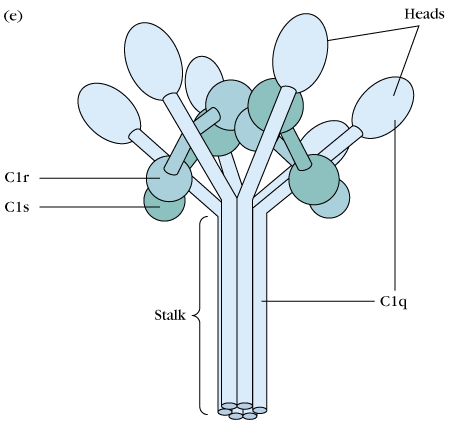 (e)
Heads
C1r
C1s
Stalk
C1q